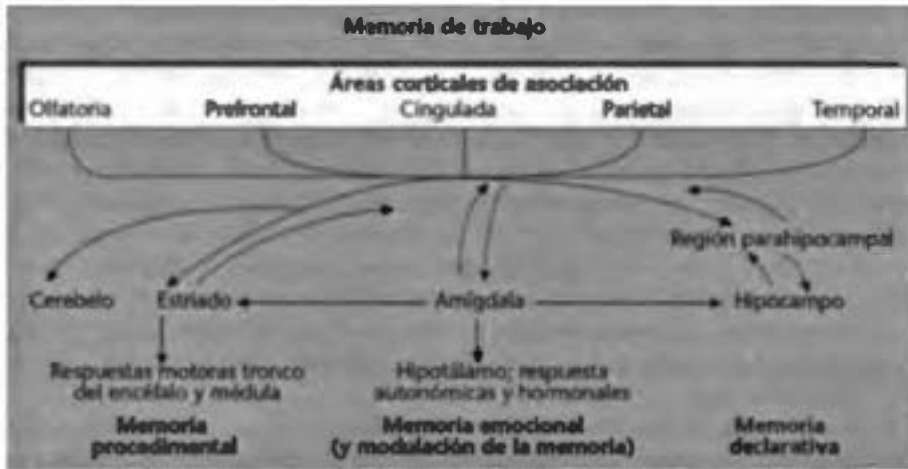 Memoria de trabajo
Áreas corticales de asociación
Olfatoria Prefrontal Cingulada Parietal Temporal
Región parahipocampal
Cerebelo Estriado Amígdala Hipocampo
Respuestas motoras tronco
del encéfalo y médula
Hipotálamo; respuesta
autonómicas y hormonales
Memoria
procedimental
Memoria emocional
(y modulación de la memoria)
Memoria
declarativa